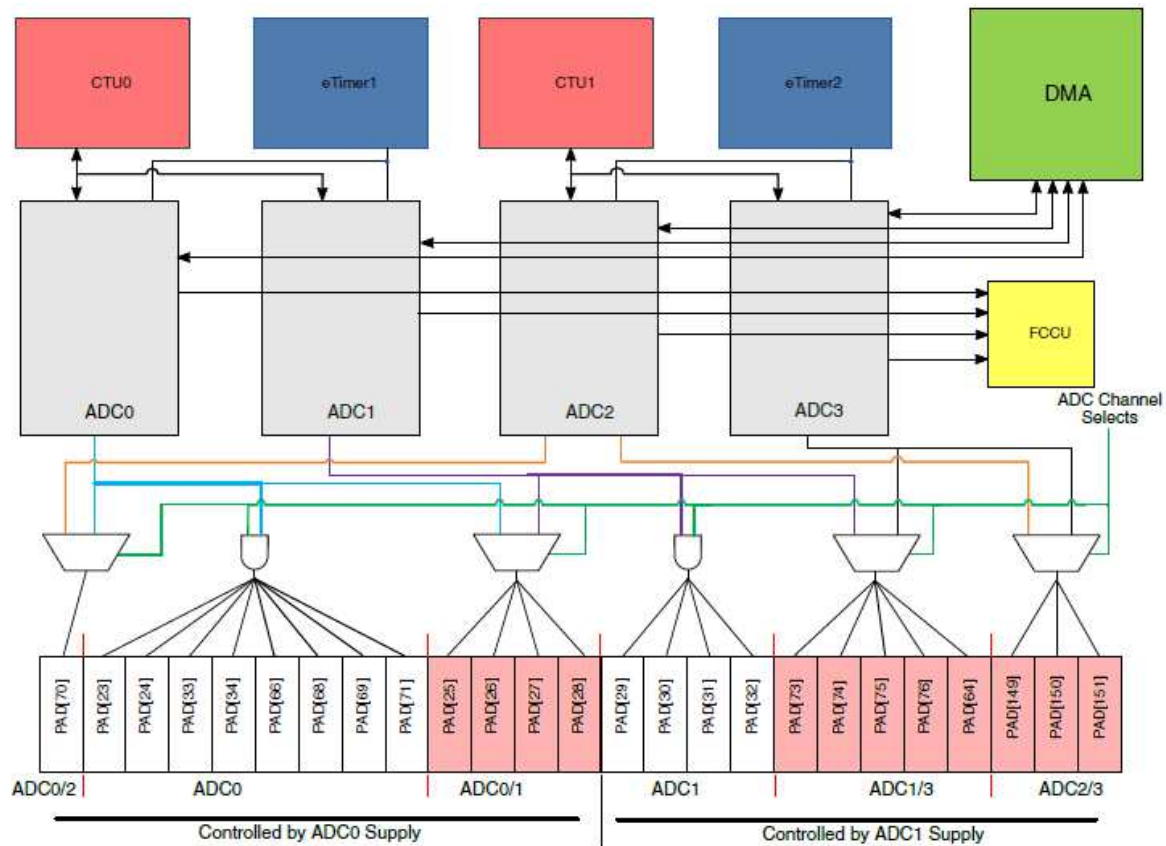 CTU0
eTimer1
CTU1
eTimer2
DMA
FCCU
ADC0
ADC1
ADC2
ADC3
ADC Channel
Selects
PAD[70]
PAD[23]
PAD[24]
PAD[33]
PAD[34]
PAD[66]
PAD[68]
PAD[69]
PAD[71]
PAD[25]
PAD[26]
PAD[27]
PAD[28]
PAD[29]
PAD[30]
PAD[31]
PAD[32]
PAD[73]
PAD[74]
PAD[75]
PAD[76]
PAD[64]
PAD[149]
PAD[150]
PAD[151]
ADC0/2
ADC0
ADC0/1
ADC1
ADC1/3
ADC2/3
Controlled by ADC0 Supply
Controlled by ADC1 Supply